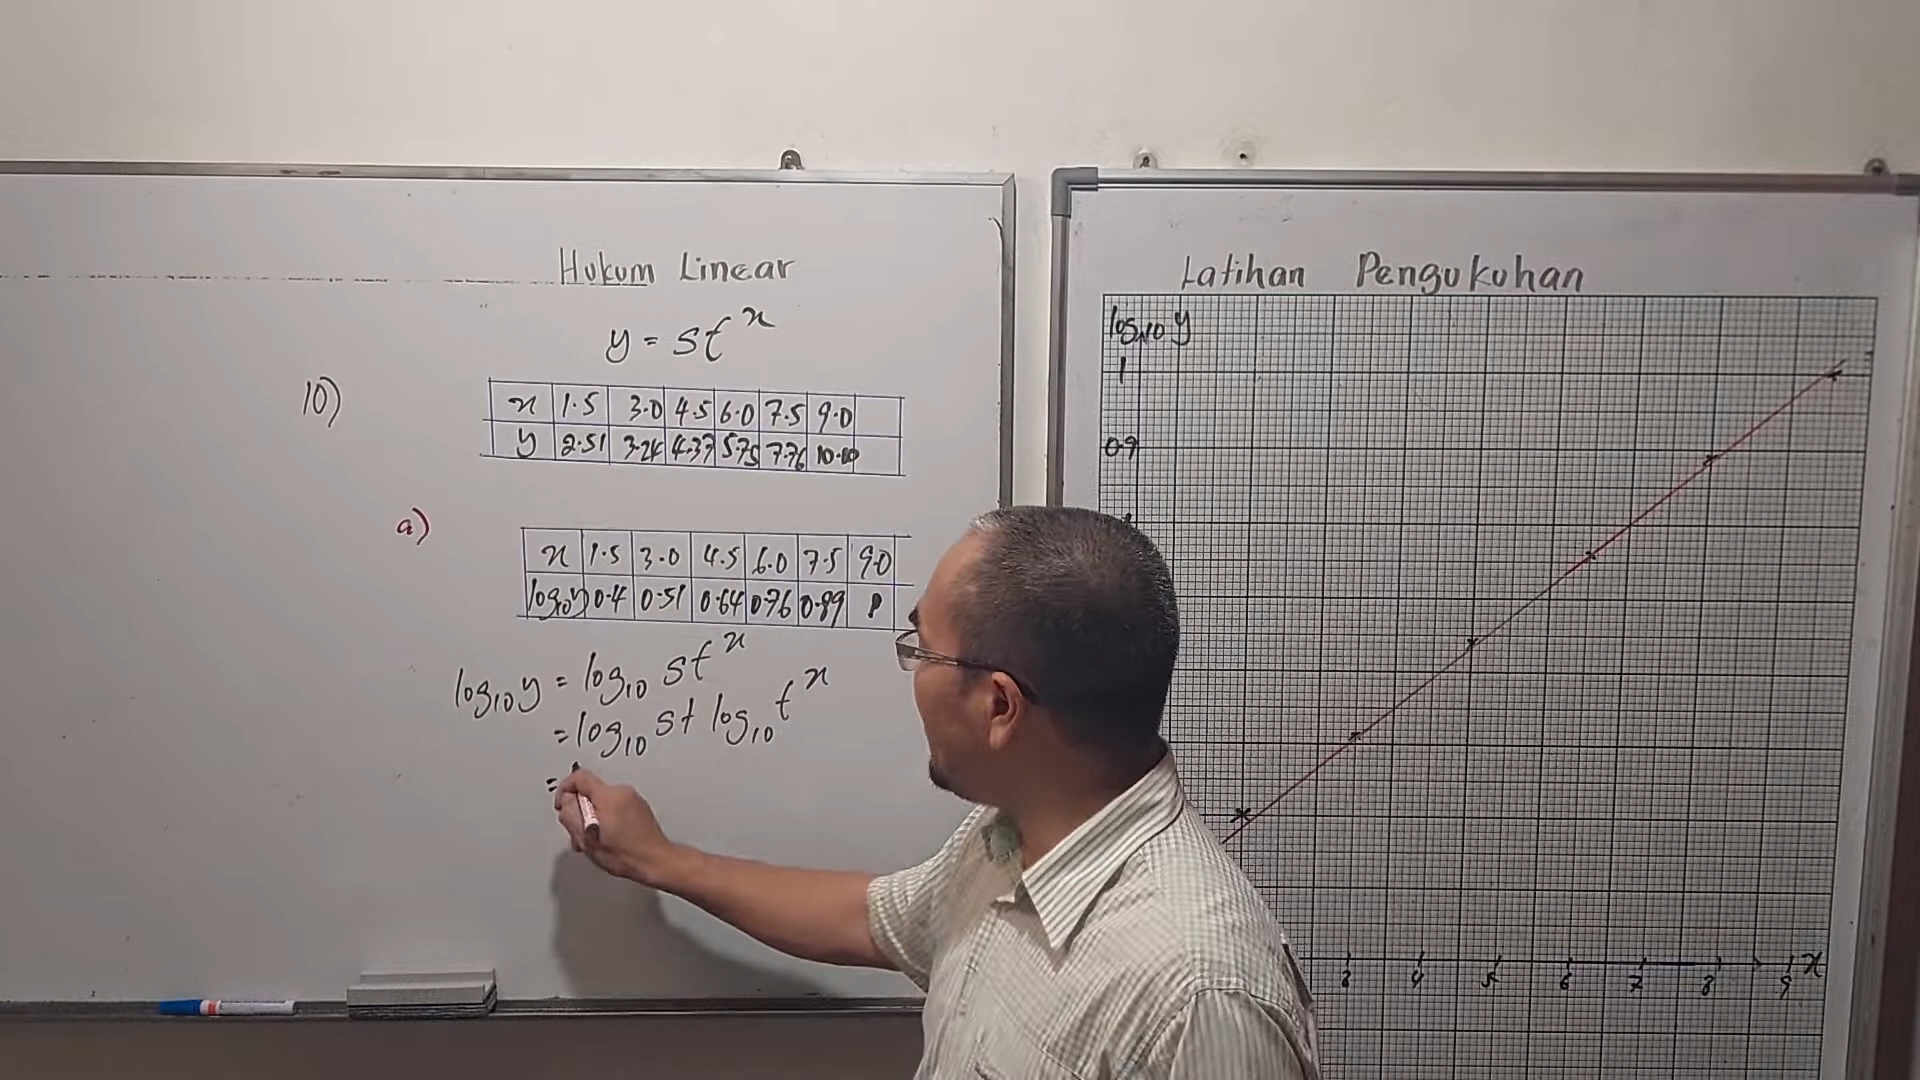 Hukum Linear
y = st^x
10)
x 1.5 3.0 4.5 6.0 7.5 9.0
y 2.51 3.24 4.37 5.75 7.76 10.00
a)
x 1.5 3.0 4.5 6.0 7.5 9.0
log10 y 0.4 0.51 0.64 0.76 0.89 1
log10 y = log10 st^x
= log10 s + log10 t^x
=
Latihan Pengukuhan
log10 y
1
0.9
3 4 5 6 7 8 9 x